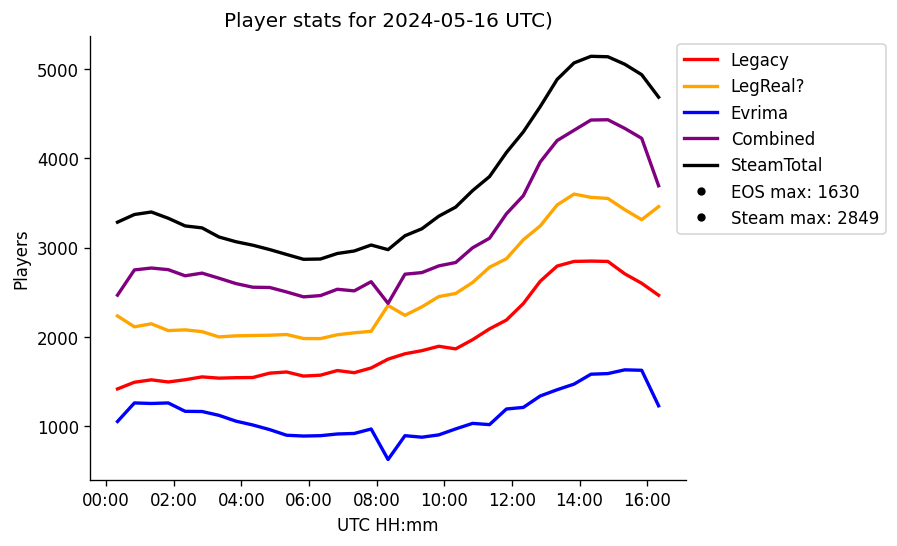 Player stats for 2024-05-16 UTC)
Legacy
LegReal?
Evrima
Combined
SteamTotal
EOS max: 1630
Steam max: 2849
5000
4000
3000
2000
1000
Players
00:00 02:00 04:00 06:00 08:00 10:00 12:00 14:00 16:00
UTC HH:mm